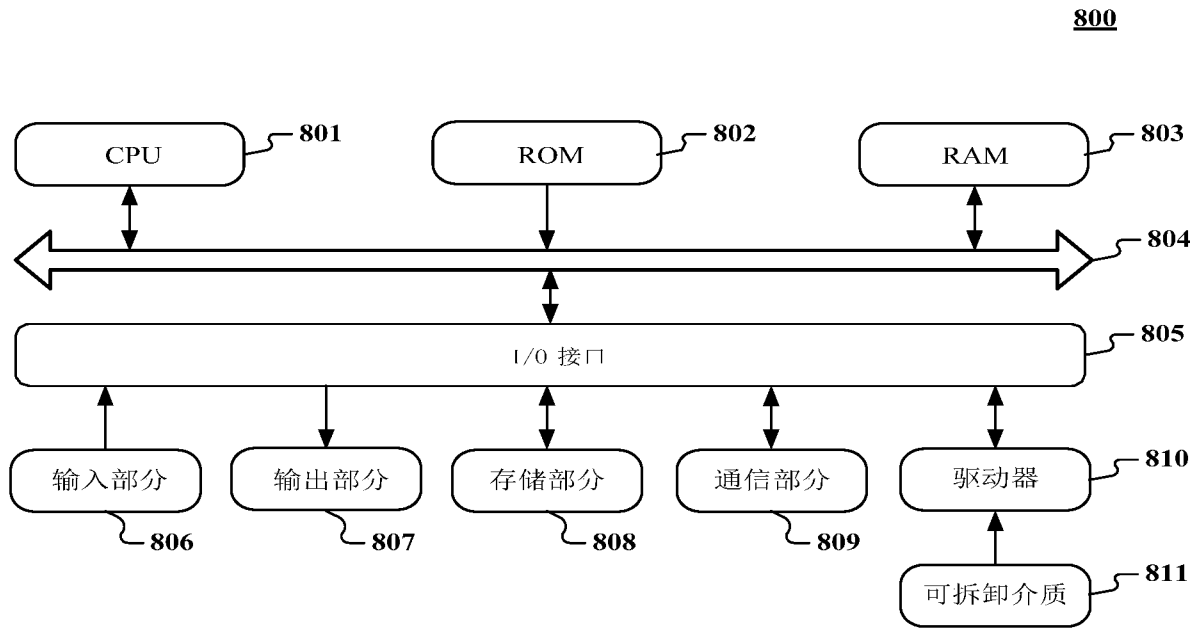 800
CPU
801
ROM
802
RAM
803
804
I/O 接口
805
输入部分
806
输出部分
807
存储部分
808
通信部分
809
驱动器
810
可拆卸介质
811